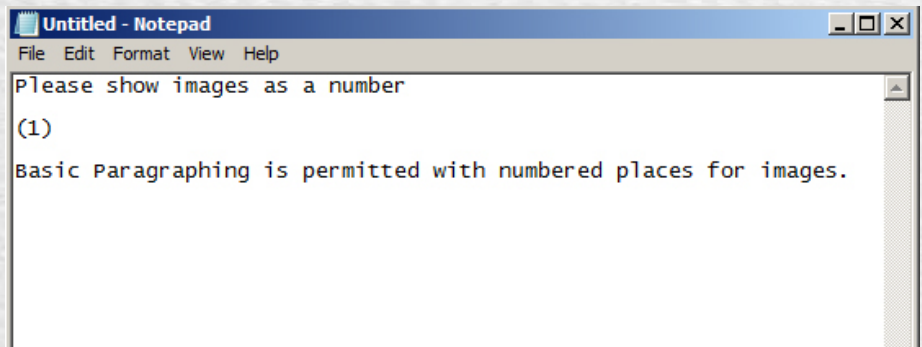 Untitled - Notepad
File Edit Format View Help
Please show images as a number
(1)
Basic Paragraphing is permitted with numbered places for images.